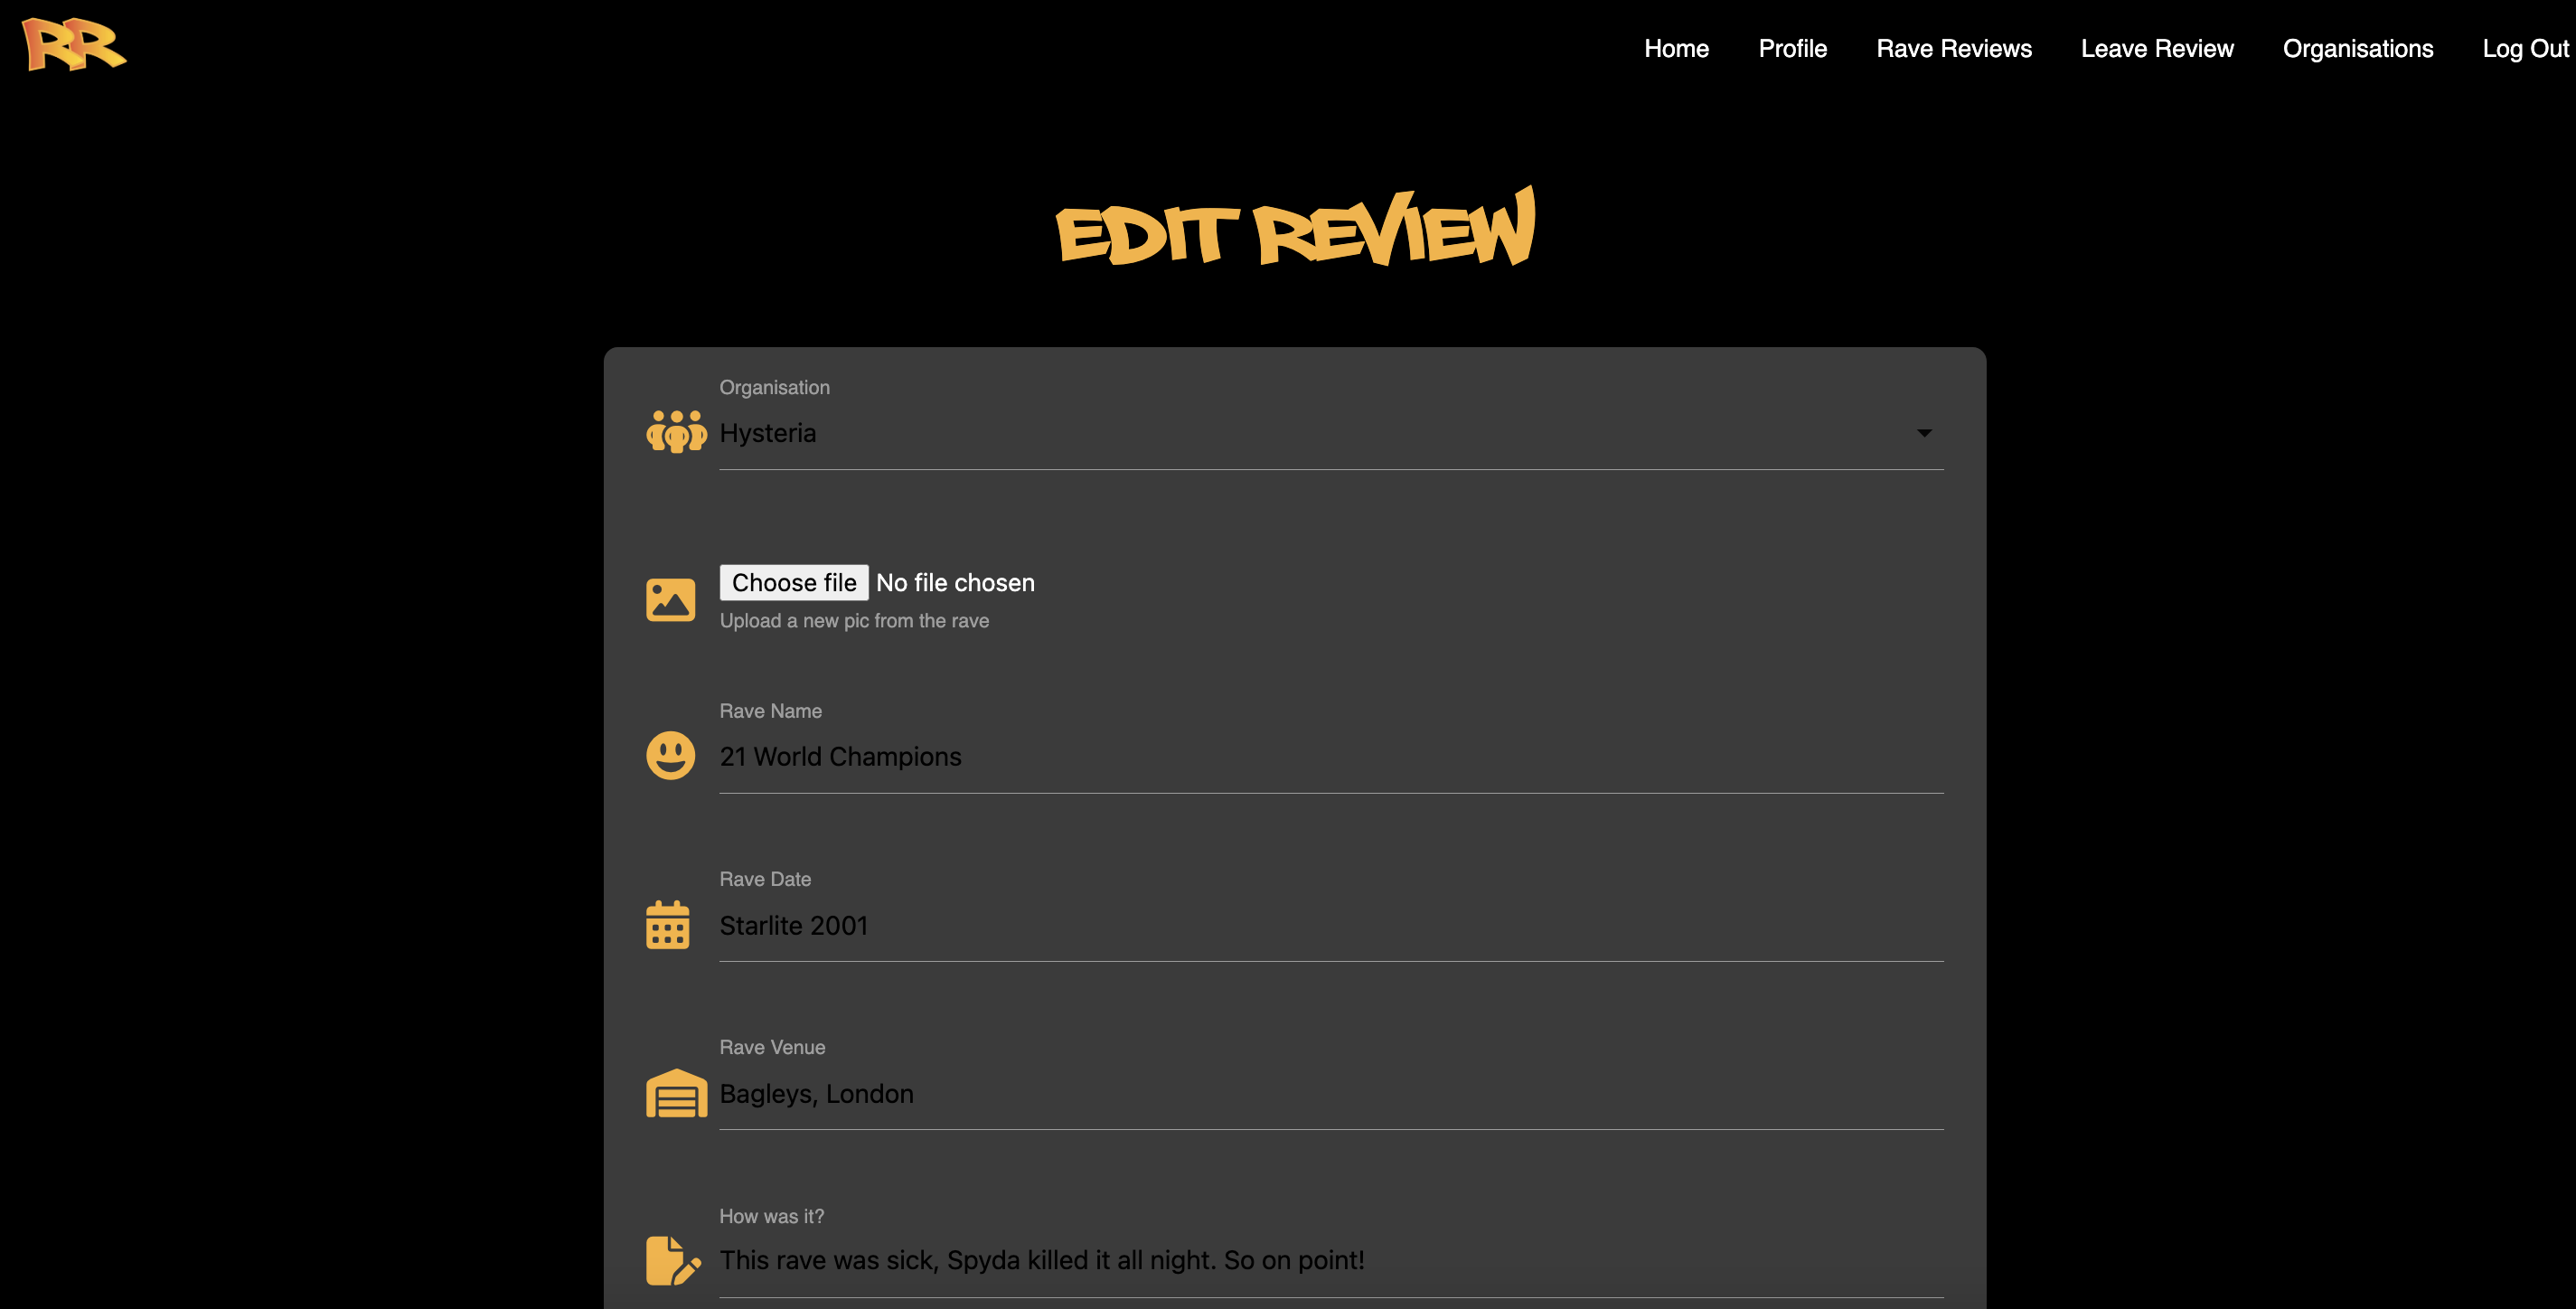 RR
Home Profile Rave Reviews Leave Review Organisations Log Out
EDIT REVIEW
Organisation
Hysteria
Choose file No file chosen
Upload a new pic from the rave
Rave Name
21 World Champions
Rave Date
Starlite 2001
Rave Venue
Bagleys, London
How was it?
This rave was sick, Spyda killed it all night. So on point!